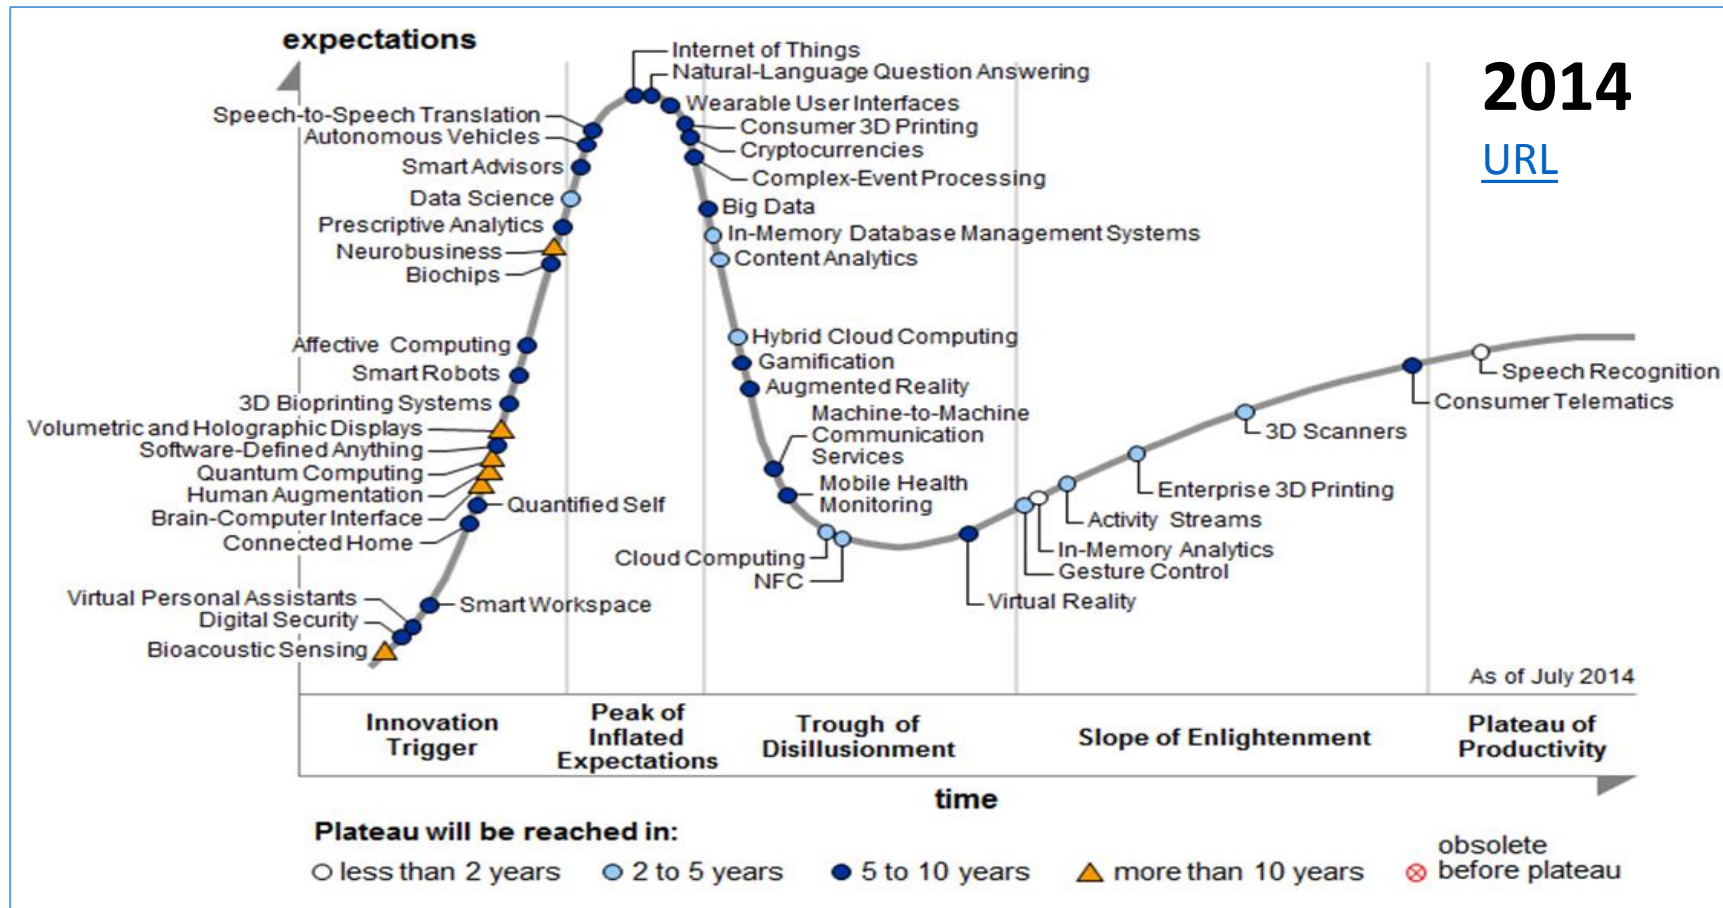 expectations
2014
URL
Internet of Things
Natural-Language Question Answering
Wearable User Interfaces
Consumer 3D Printing
Cryptocurrencies
Complex-Event Processing
Speech-to-Speech Translation
Autonomous Vehicles
Smart Advisors
Data Science
Prescriptive Analytics
Neurobusiness
Biochips
Big Data
In-Memory Database Management Systems
Content Analytics
Affective Computing
Smart Robots
3D Bioprinting Systems
Volumetric and Holographic Displays
Software-Defined Anything
Quantum Computing
Human Augmentation
Brain-Computer Interface
Connected Home
Quantified Self
Virtual Personal Assistants
Digital Security
Bioacoustic Sensing
Smart Workspace
Hybrid Cloud Computing
Gamification
Augmented Reality
Machine-to-Machine
Communication
Services
Mobile Health
Monitoring
Cloud Computing
NFC
Virtual Reality
Speech Recognition
Consumer Telematics
3D Scanners
Enterprise 3D Printing
Activity Streams
In-Memory Analytics
Gesture Control
As of July 2014
Innovation
Trigger
Peak of
Inflated
Expectations
Trough of
Disillusionment
Slope of Enlightenment
Plateau of
Productivity
time
Plateau will be reached in:
less than 2 years
2 to 5 years
5 to 10 years
more than 10 years
obsolete
before plateau